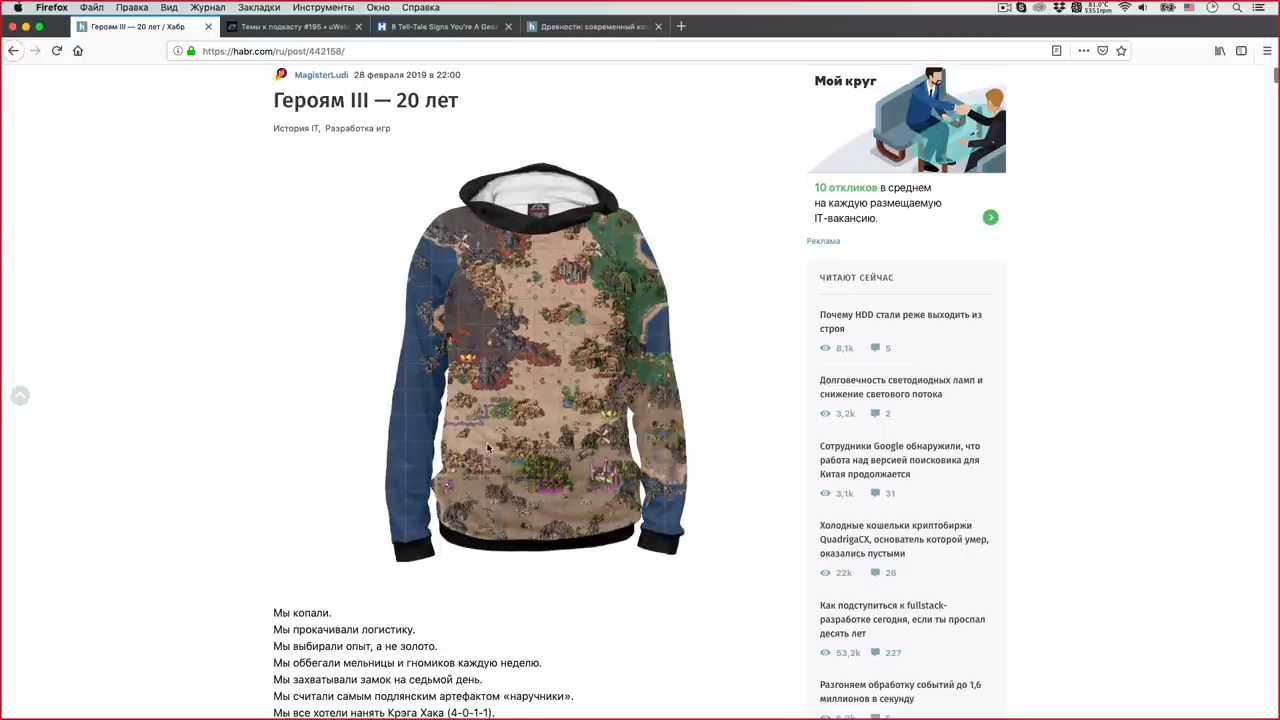 Firefox Файл Правка Вид Журнал Закладки Инструменты Окно Справка
81.0°C
5351rpm
Героям III — 20 лет / Хабр
Темы к подкасту #195 • uWeb
8 Tell-Tale Signs You're A Geek
Древности: современный ко
https://habr.com/ru/post/442158/
MagisterLudi 28 февраля 2019 в 22:00
Героям III — 20 лет
История IT, Разработка игр
Мы копали.
Мы прокачивали логистику.
Мы выбирали опыт, а не золото.
Мы оббегали мельницы и гномиков каждую неделю.
Мы захватывали замок на седьмой день.
Мы считали самым подлянским артефактом «наручники».
Мы все хотели нанять Крэга Хака (4-0-1-1).
Мой круг
10 откликов в среднем
на каждую размещаемую
IT-вакансию.
Реклама
ЧИТАЮТ СЕЙЧАС
Почему HDD стали реже выходить из
строя
8,1k 5
Долговечность светодиодных ламп и
снижение светового потока
3,2k 2
Сотрудники Google обнаружили, что
работа над версией поисковика для
Китая продолжается
3,1k 31
Холодные кошельки криптобиржи
QuadrigaCX, основатель которой умер,
оказались пустыми
22k 26
Как подступиться к fullstack-
разработке сегодня, если ты проспал
десять лет
53,2k 227
Разгоняем обработку событий до 1,6
миллионов в секунду